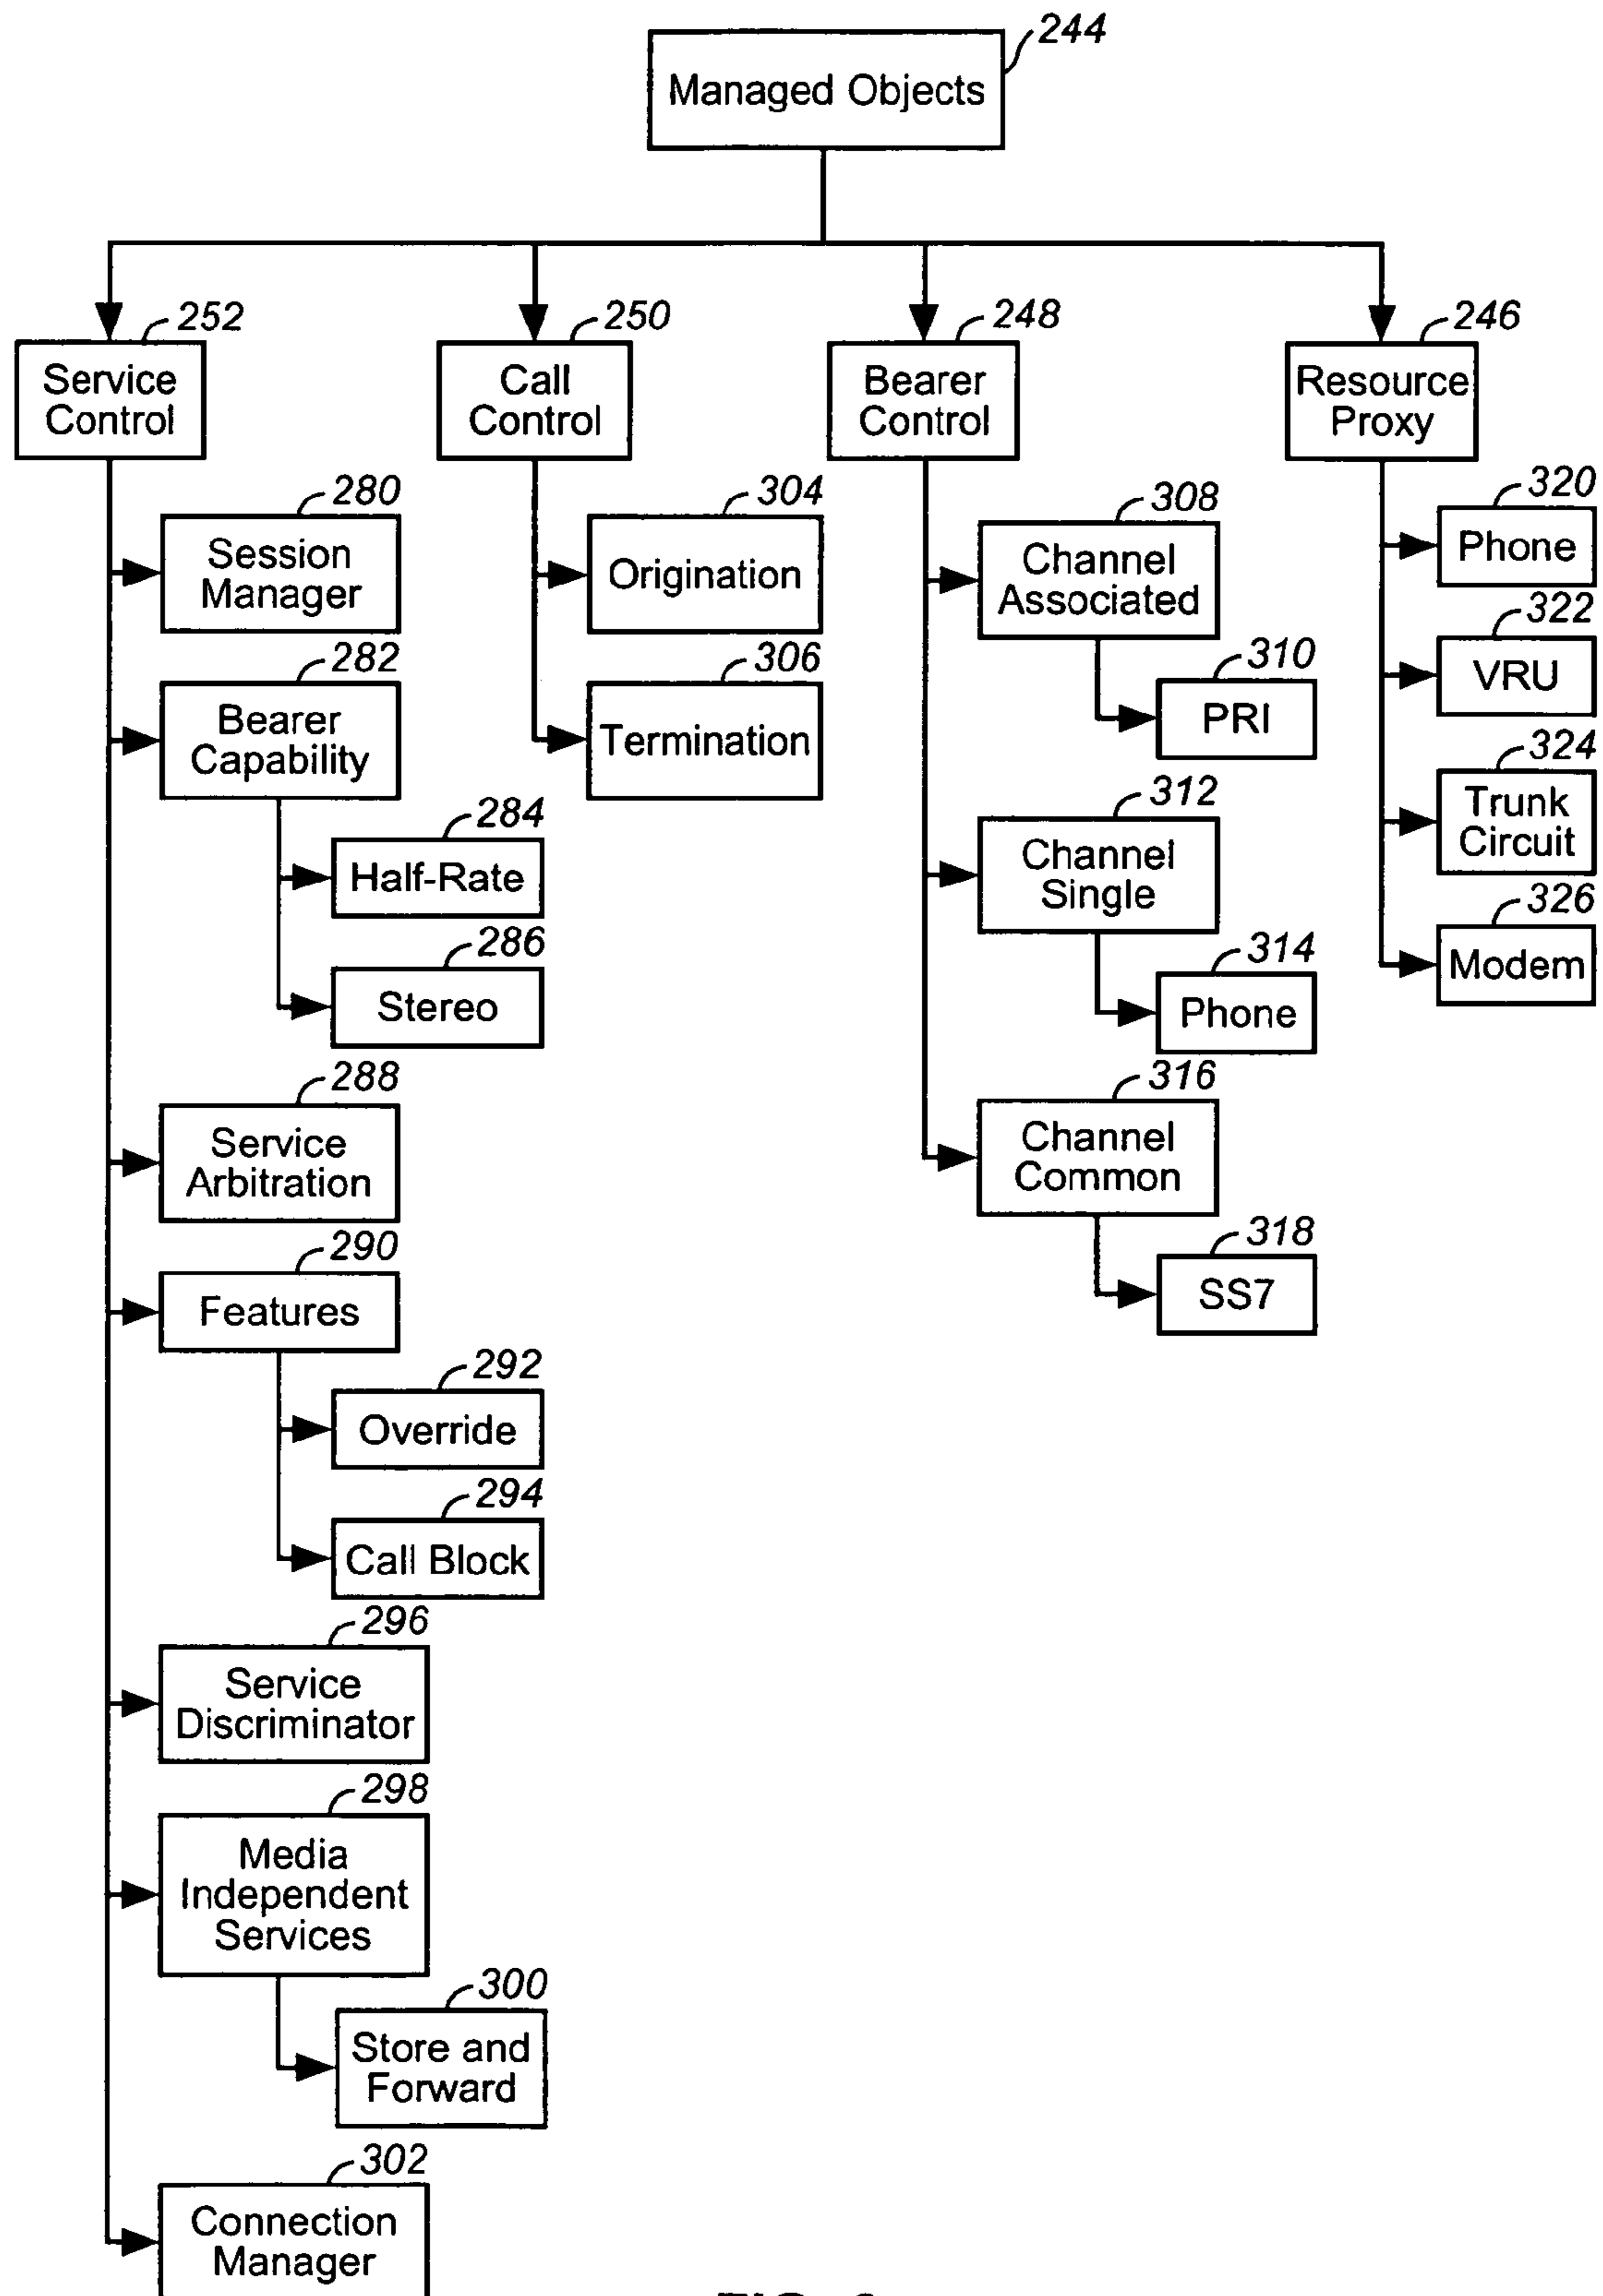 244
Managed Objects
252
Service
Control
250
Call
Control
248
Bearer
Control
246
Resource
Proxy
280
Session
Manager
282
Bearer
Capability
284
Half-Rate
286
Stereo
288
Service
Arbitration
290
Features
292
Override
294
Call Block
296
Service
Discriminator
298
Media
Independent
Services
300
Store and
Forward
302
Connection
Manager
304
Origination
306
Termination
308
Channel
Associated
310
PRI
312
Channel
Single
314
Phone
316
Channel
Common
318
SS7
320
Phone
322
VRU
324
Trunk
Circuit
326
Modem